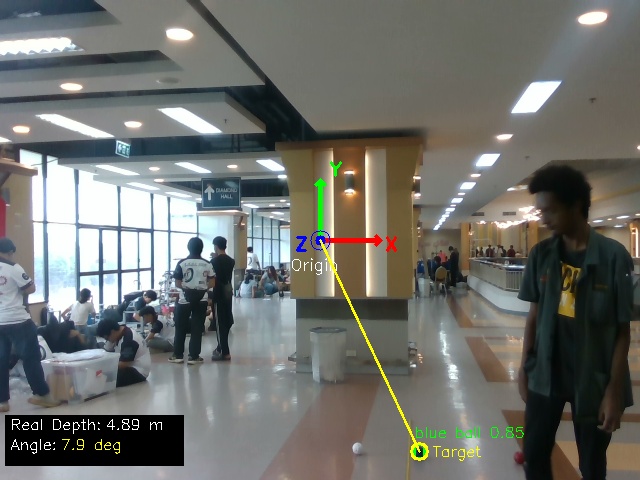 DIAMOND
HALL
Y
Z
X
Origin
blue ball 0.85
Target
Real Depth: 4.89 m
Angle: 7.9 deg